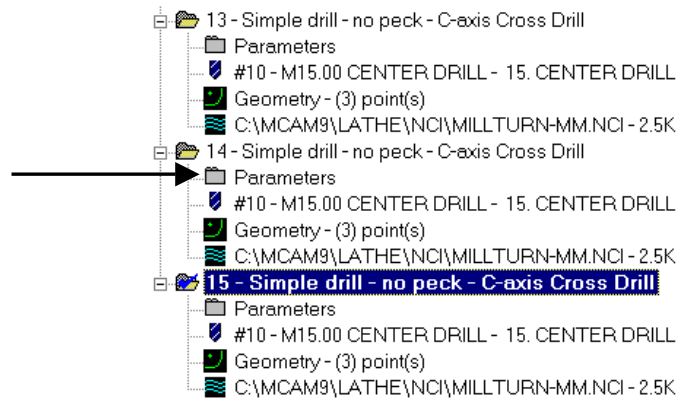 13 - Simple drill - no peck - C-axis Cross Drill
Parameters
#10 - M15.00 CENTER DRILL - 15. CENTER DRILL
Geometry - (3) point(s)
C:\MCAM9\LATHE\NCI\MILLTURN-MM.NCI - 2.5K
14 - Simple drill - no peck - C-axis Cross Drill
Parameters
#10 - M15.00 CENTER DRILL - 15. CENTER DRILL
Geometry - (3) point(s)
C:\MCAM9\LATHE\NCI\MILLTURN-MM.NCI - 2.5K
15 - Simple drill - no peck - C-axis Cross Drill
Parameters
#10 - M15.00 CENTER DRILL - 15. CENTER DRILL
Geometry - (3) point(s)
C:\MCAM9\LATHE\NCI\MILLTURN-MM.NCI - 2.5K